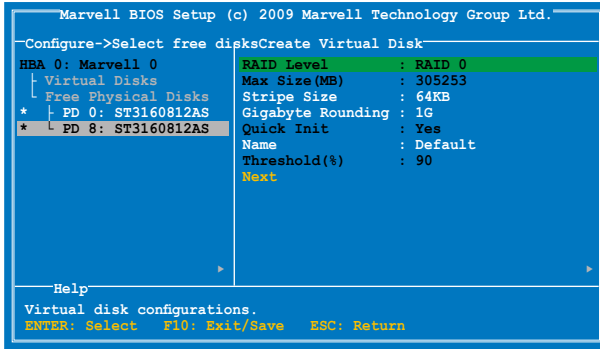 Marvell BIOS Setup (c) 2009 Marvell Technology Group Ltd.
Configure->Select free disksCreate Virtual Disk
HBA 0: Marvell 0
Virtual Disks
Free Physical Disks
* PD 0: ST3160812AS
* PD 8: ST3160812AS
RAID Level : RAID 0
Max Size(MB) : 305253
Stripe Size : 64KB
Gigabyte Rounding : 1G
Quick Init : Yes
Name : Default
Threshold(%) : 90
Next
Help
Virtual disk configurations.
ENTER: Select F10: Exit/Save ESC: Return